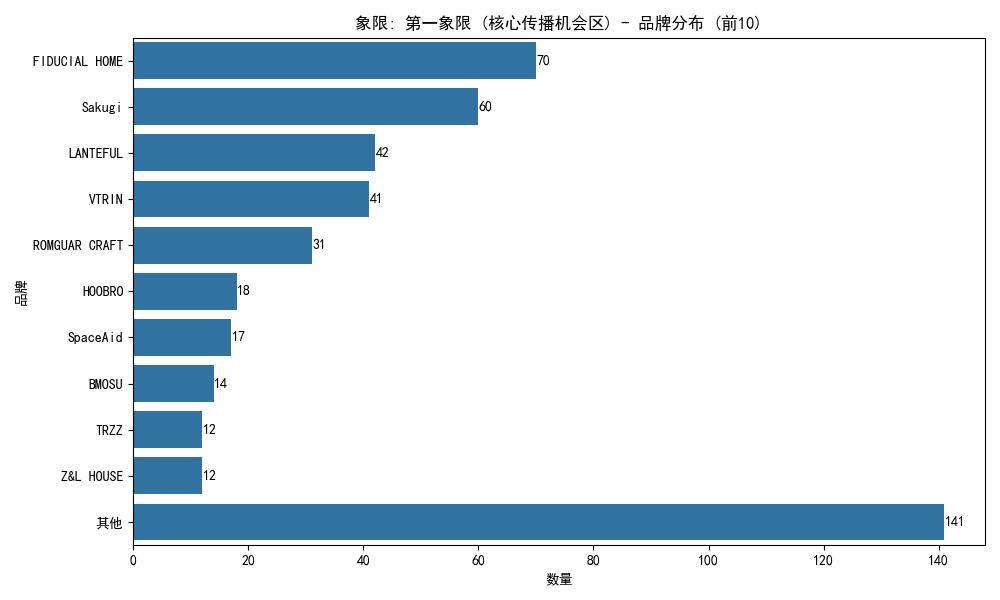 象限: 第一象限 (核心传播机会区) - 品牌分布 (前10)
FIDUCIAL HOME 70
Sakugi 60
LANTEFUL 42
VTRIN 41
ROMGUAR CRAFT 31
HOOBRO 18
SpaceAid 17
BMOSU 14
TRZZ 12
Z&L HOUSE 12
其他 141
品牌
0 20 40 60 80 100 120 140
数量